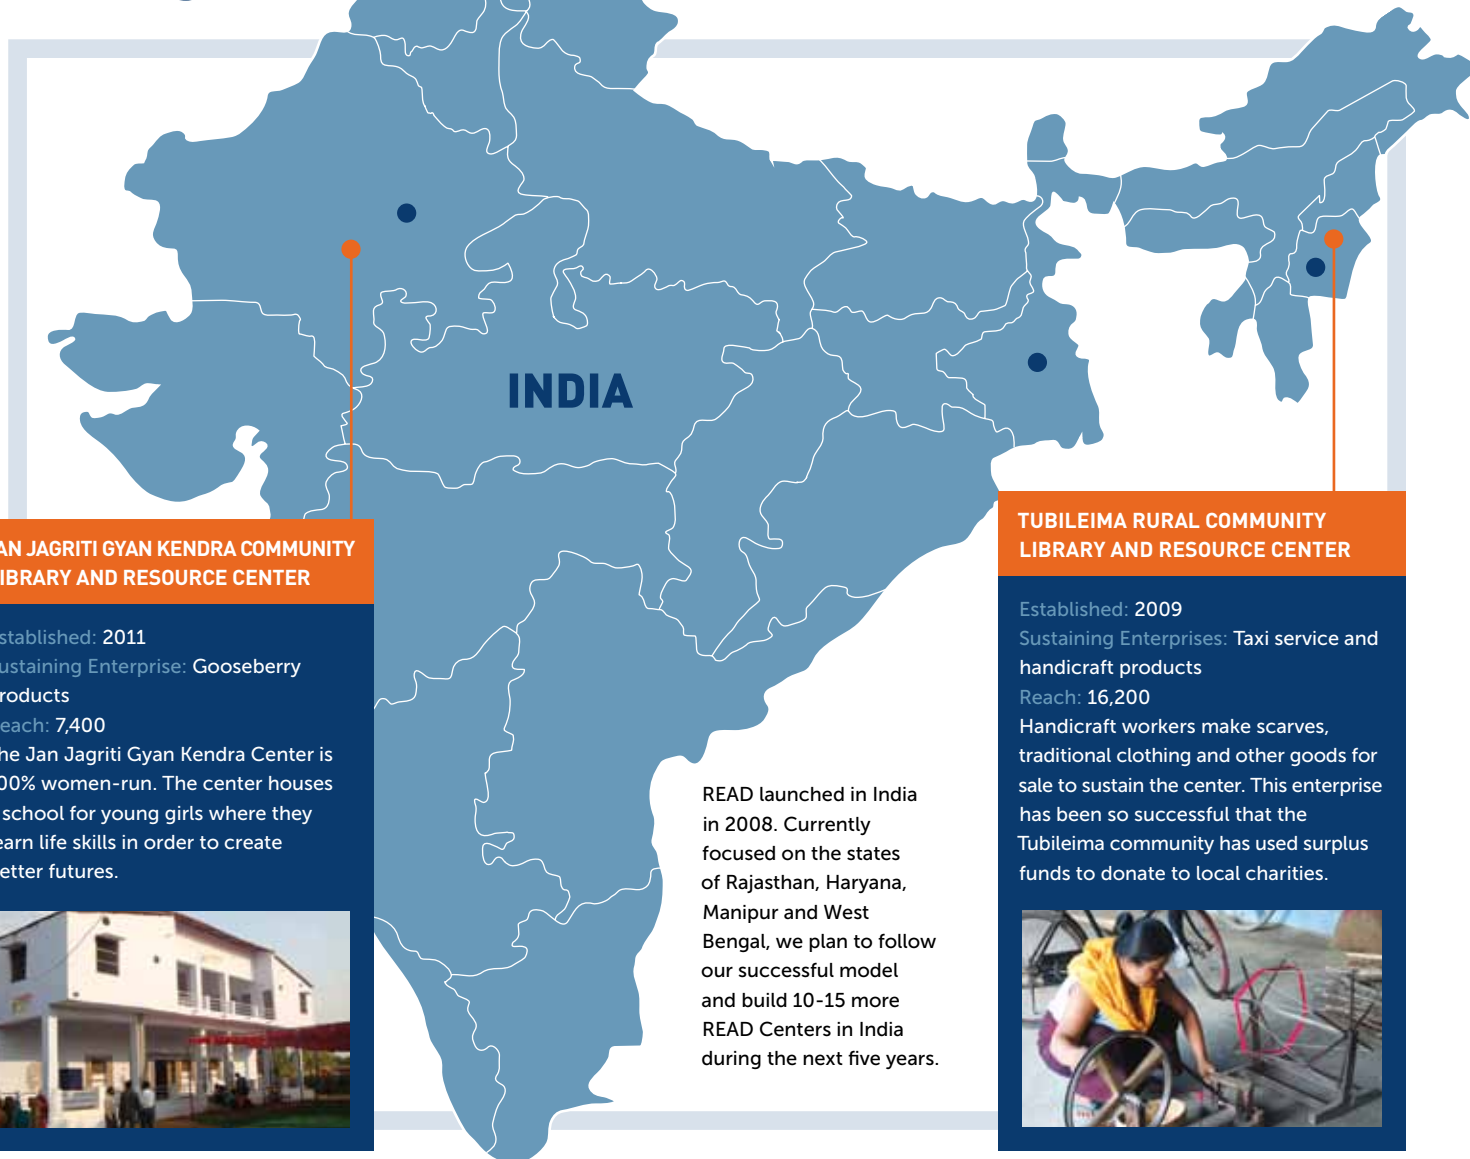 INDIA
AN JAGRITI GYAN KENDRA COMMUNITY
IBRARY AND RESOURCE CENTER
stablished: 2011
ustaining Enterprise: Gooseberry
roducts
each: 7,400
he Jan Jagriti Gyan Kendra Center is
00% women-run. The center houses
school for young girls where they
earn life skills in order to create
etter futures.
READ launched in India
in 2008. Currently
focused on the states
of Rajasthan, Haryana,
Manipur and West
Bengal, we plan to follow
our successful model
and build 10-15 more
READ Centers in India
during the next five years.
TUBILEIMA RURAL COMMUNITY
LIBRARY AND RESOURCE CENTER
Established: 2009
Sustaining Enterprises: Taxi service and
handicraft products
Reach: 16,200
Handicraft workers make scarves,
traditional clothing and other goods for
sale to sustain the center. This enterprise
has been so successful that the
Tubileima community has used surplus
funds to donate to local charities.